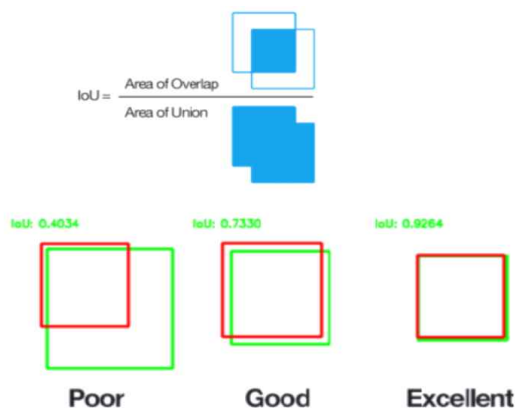 Area of Overlap
IoU =
Area of Union
IoU: 0.4034
IoU: 0.7330
IoU: 0.9264
Poor
Good
Excellent